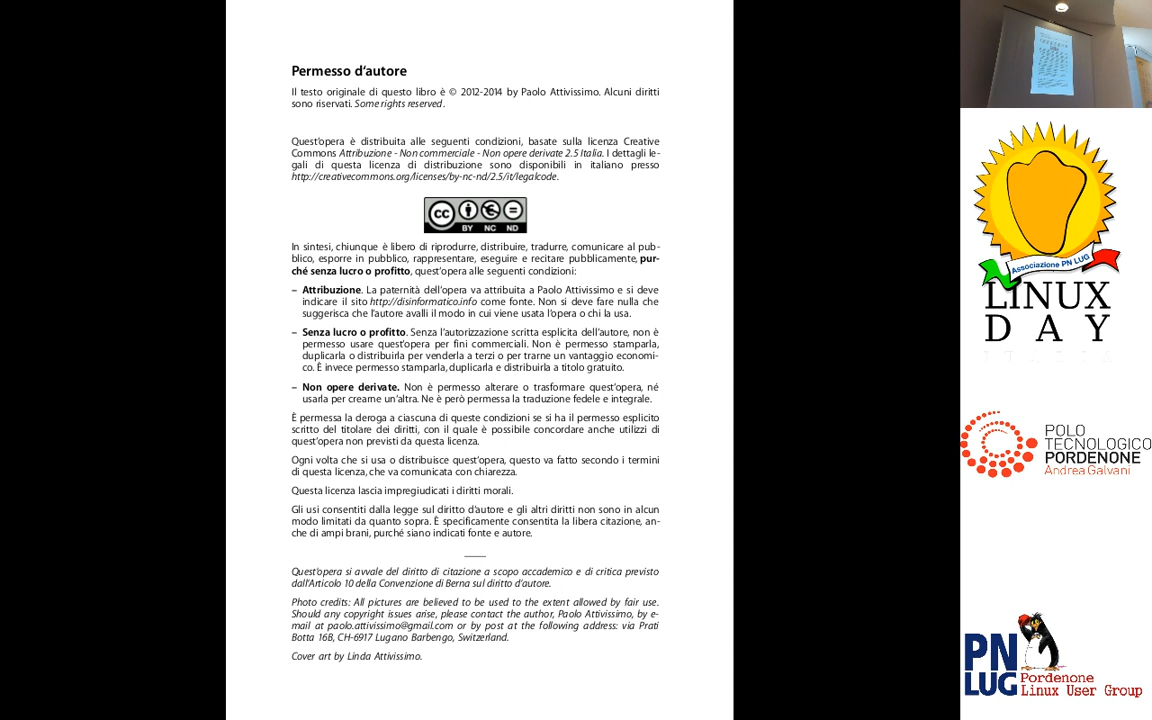 Permesso d'autore
Il testo originale di questo libro è © 2012-2014 by Paolo Attivissimo. Alcuni diritti
sono riservati. Some rights reserved.
Quest'opera è distribuita alle seguenti condizioni, basate sulla licenza Creative
Commons Attribuzione - Non commerciale - Non opere derivate 2.5 Italia. I dettagli le-
gali di questa licenza di distribuzione sono disponibili in italiano presso
http://creativecommons.org/licenses/by-nc-nd/2.5/it/legalcode.
cc
BY NC ND
In sintesi, chiunque è libero di riprodurre, distribuire, tradurre, comunicare al pub-
blico, esporre in pubblico, rappresentare, eseguire e recitare pubblicamente, pur-
ché senza lucro o profitto, quest'opera alle seguenti condizioni:
– Attribuzione. La paternità dell'opera va attribuita a Paolo Attivissimo e si deve
indicare il sito http://disinformatico.info come fonte. Non si deve fare nulla che
suggerisca che l'autore avalli il modo in cui viene usata l'opera o chi la usa.
– Senza lucro o profitto. Senza l'autorizzazione scritta esplicita dell'autore, non è
permesso usare quest'opera per fini commerciali. Non è permesso stamparla,
duplicarla o distribuirla per venderla a terzi o per trarne un vantaggio economi-
co. È invece permesso stamparla, duplicarla e distribuirla a titolo gratuito.
– Non opere derivate. Non è permesso alterare o trasformare quest'opera, né
usarla per crearne un'altra. Ne è però permessa la traduzione fedele e integrale.
È permessa la deroga a ciascuna di queste condizioni se si ha il permesso esplicito
scritto del titolare dei diritti, con il quale è possibile concordare anche utilizzi di
quest'opera non previsti da questa licenza.
Ogni volta che si usa o distribuisce quest'opera, questo va fatto secondo i termini
di questa licenza, che va comunicata con chiarezza.
Questa licenza lascia impregiudicati i diritti morali.
Gli usi consentiti dalla legge sul diritto d'autore e gli altri diritti non sono in alcun
modo limitati da quanto sopra. È specificamente consentita la libera citazione, an-
che di ampi brani, purché siano indicati fonte e autore.
Quest'opera si avvale del diritto di citazione a scopo accademico e di critica previsto
dall'Articolo 10 della Convenzione di Berna sul diritto d'autore.
Photo credits: All pictures are believed to be used to the extent allowed by fair use.
Should any copyright issues arise, please contact the author, Paolo Attivissimo, by e-
mail at paolo.attivissimo@gmail.com or by post at the following address: via Prati
Botta 16B, CH-6917 Lugano Barbengo, Switzerland.
Cover art by Linda Attivissimo.
Associazione PN LUG
LINUX
DAY
ITALIA
POLO
TECNOLOGICO
PORDENONE
Andrea Galvani
PN
LUG
Pordenone
Linux User Group